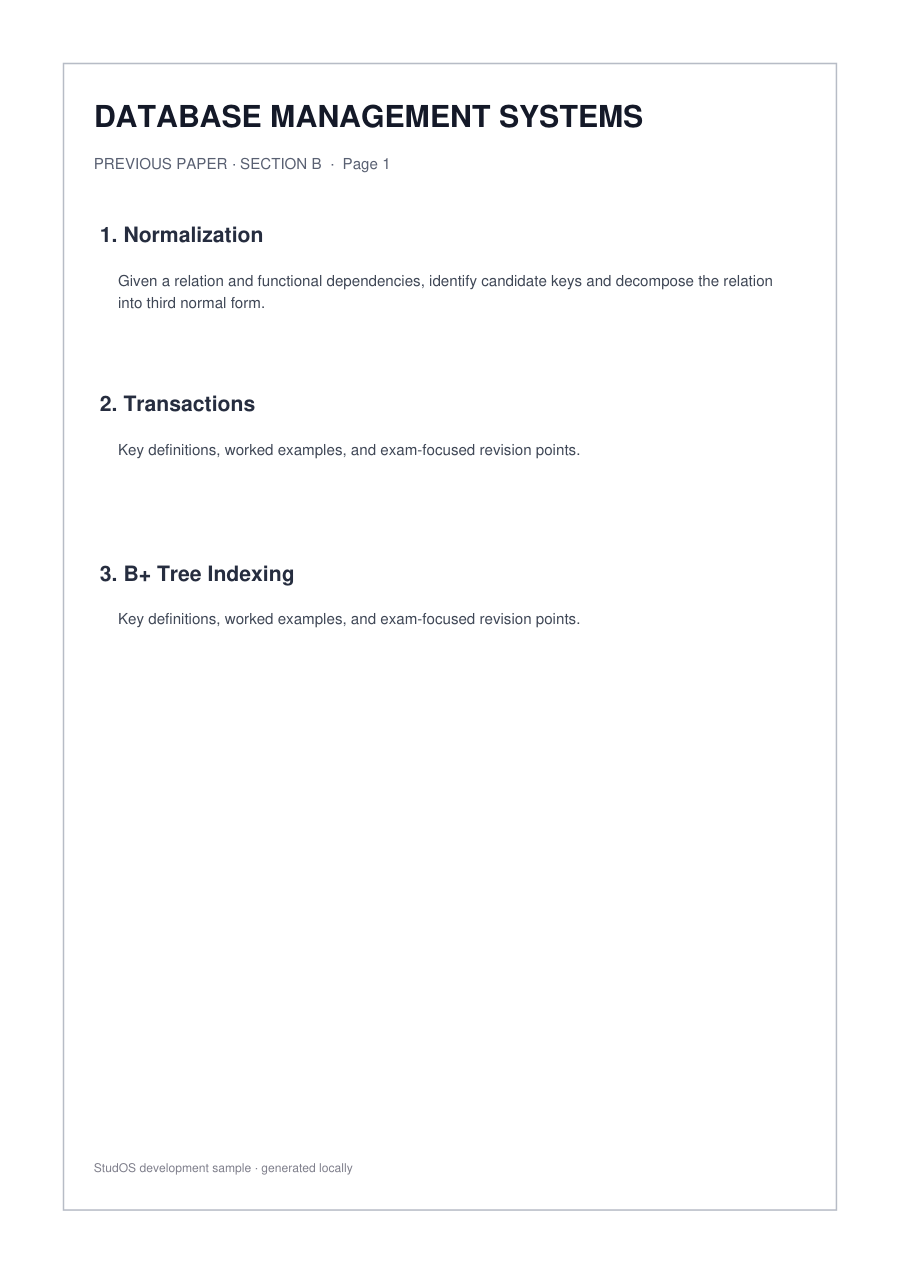 DATABASE MANAGEMENT SYSTEMS
PREVIOUS PAPER · SECTION B · Page 1
1. Normalization
Given a relation and functional dependencies, identify candidate keys and decompose the relation
into third normal form.
2. Transactions
Key definitions, worked examples, and exam-focused revision points.
3. B+ Tree Indexing
Key definitions, worked examples, and exam-focused revision points.
StudOS development sample · generated locally